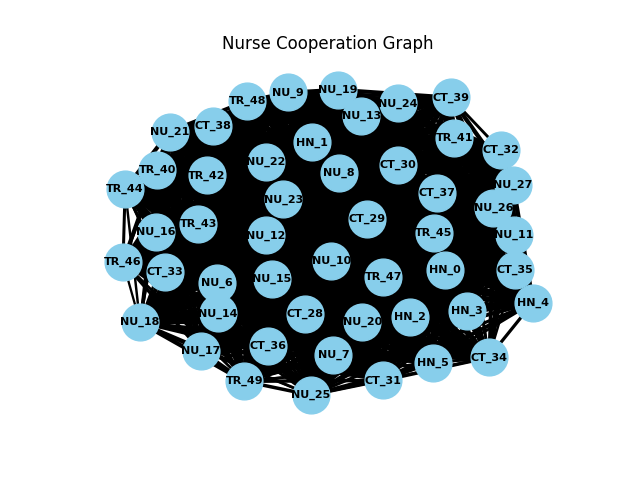 Nurse Cooperation Graph
NU_9
NU_19
CT_39
TR_48
NU_24
NU_13
CT_38
NU_21
TR_41
HN_1
CT_32
NU_22
CT_30
TR_40
NU_8
TR_42
NU_27
TR_44
CT_37
NU_23
NU_26
CT_29
TR_43
NU_16
TR_45
NU_12
NU_11
TR_46
NU_10
HN_0
CT_35
CT_33
TR_47
NU_15
NU_6
HN_4
HN_3
NU_14
CT_28
HN_2
NU_18
NU_20
CT_36
NU_17
NU_7
CT_34
HN_5
TR_49
CT_31
NU_25